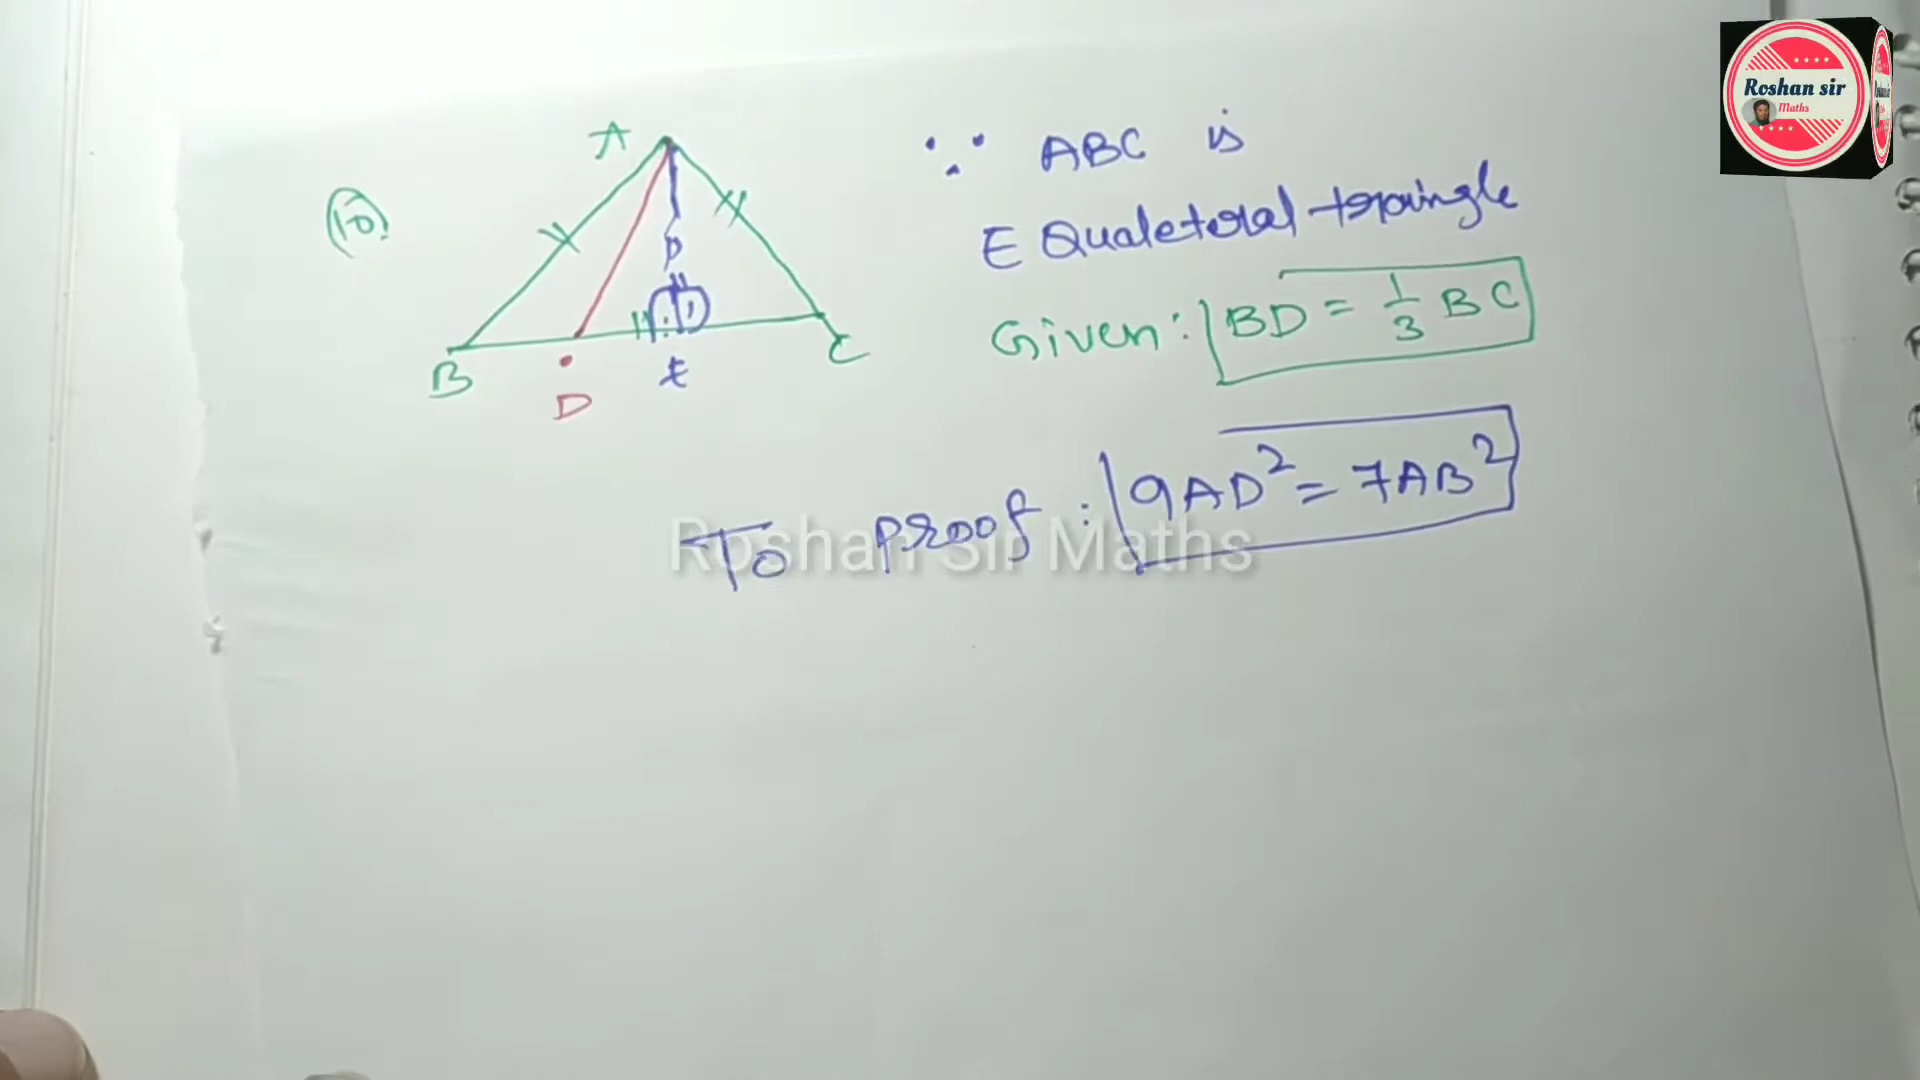 Roshan sir
Maths
A
10.
∵ ABC is
EQualeteral traingle
P
Given: BD = 1/3 BC
B
D
E
C
To proof: 9AD² = 7AB²
Roshan Sir Maths